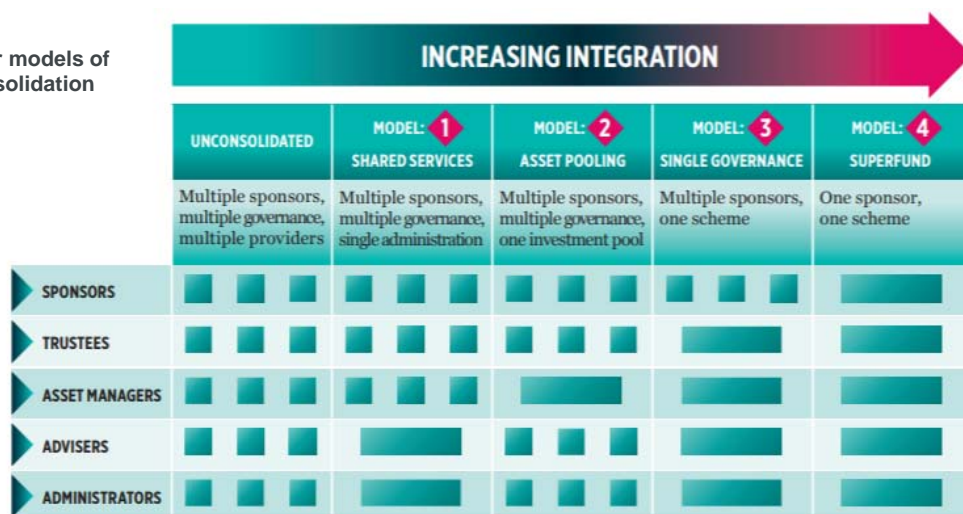 models of
INCREASING INTEGRATION
UNCONSOLIDATED
MODEL: 1
SHARED SERVICES
MODEL: 2
ASSET POOLING
MODEL: 3
SINGLE GOVERNANCE
MODEL: 4
SUPERFUND
Multiple sponsors,
multiple governance,
multiple providers
Multiple sponsors,
multiple governance,
single administration
Multiple sponsors,
multiple governance,
one investment pool
Multiple sponsors,
one scheme
One sponsor,
one scheme
SPONSORS
TRUSTEES
ASSET MANAGERS
ADVISERS
ADMINISTRATORS